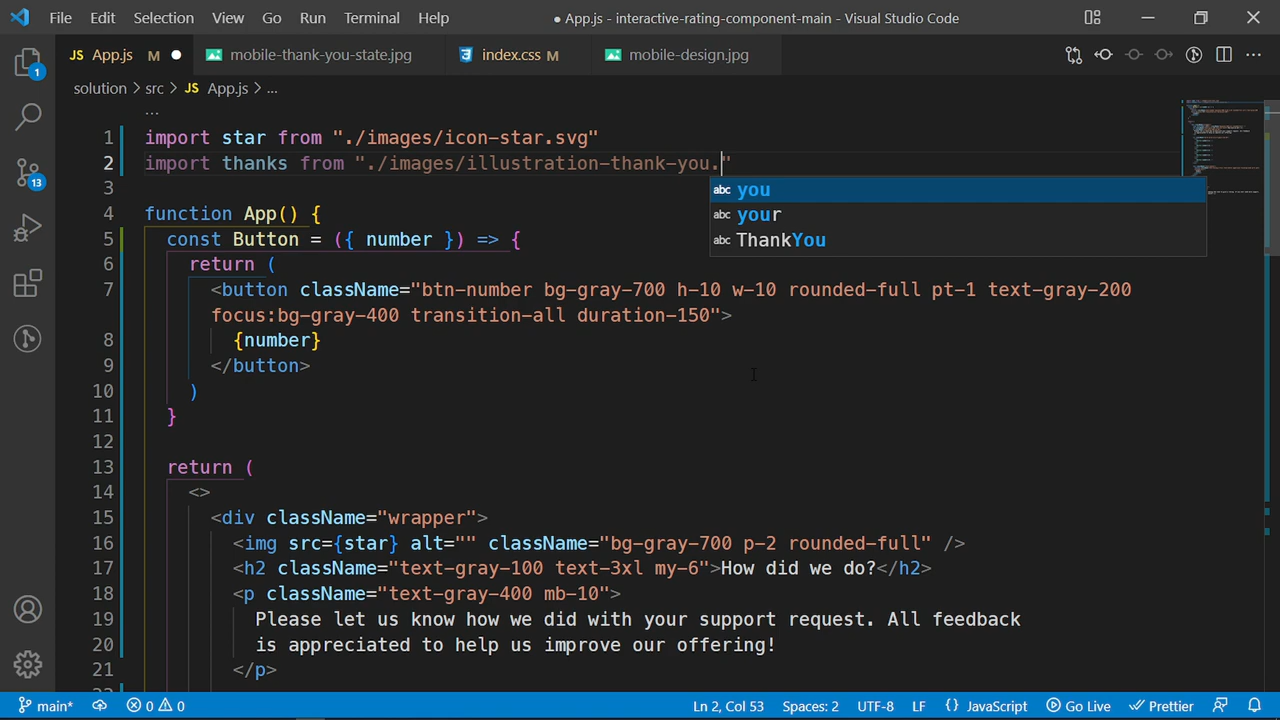 File Edit Selection View Go Run Terminal Help ● App.js - interactive-rating-component-main - Visual Studio Code
JS App.js M mobile-thank-you-state.jpg index.css M mobile-design.jpg ...
1
solution > src > JS App.js > ...
...
1 import star from "./images/icon-star.svg"
2 import thanks from "./images/illustration-thank-you."
13
abc you
abc your
abc ThankYou
3
4 function App() {
5 const Button = ({ number }) => {
6 return (
7 <button className="btn-number bg-gray-700 h-10 w-10 rounded-full pt-1 text-gray-200
focus:bg-gray-400 transition-all duration-150">
8 {number}
9 </button>
10 )
11 }
12
13 return (
14 <>
15 <div className="wrapper">
16 <img src={star} alt="" className="bg-gray-700 p-2 rounded-full" />
17 <h2 className="text-gray-100 text-3xl my-6">How did we do?</h2>
18 <p className="text-gray-400 mb-10">
19 Please let us know how we did with your support request. All feedback
20 is appreciated to help us improve our offering!
21 </p>
main* 0 0 Ln 2, Col 53 Spaces: 2 UTF-8 LF {} JavaScript Go Live Prettier